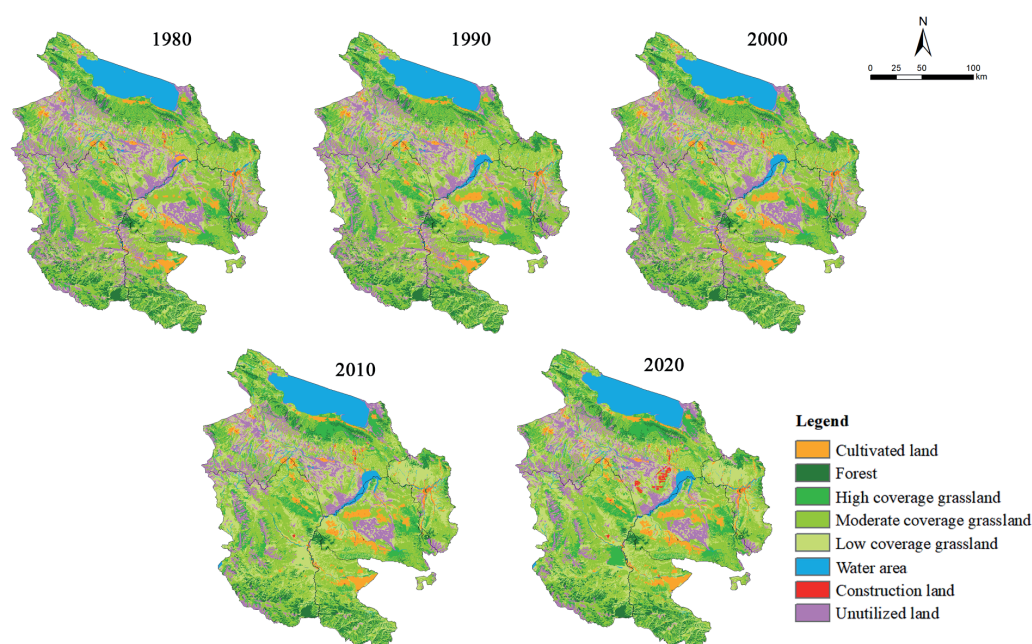 1980
1990
2000
N
0 25 50 100
km
2010
2020
Legend
Cultivated land
Forest
High coverage grassland
Moderate coverage grassland
Low coverage grassland
Water area
Construction land
Unutilized land